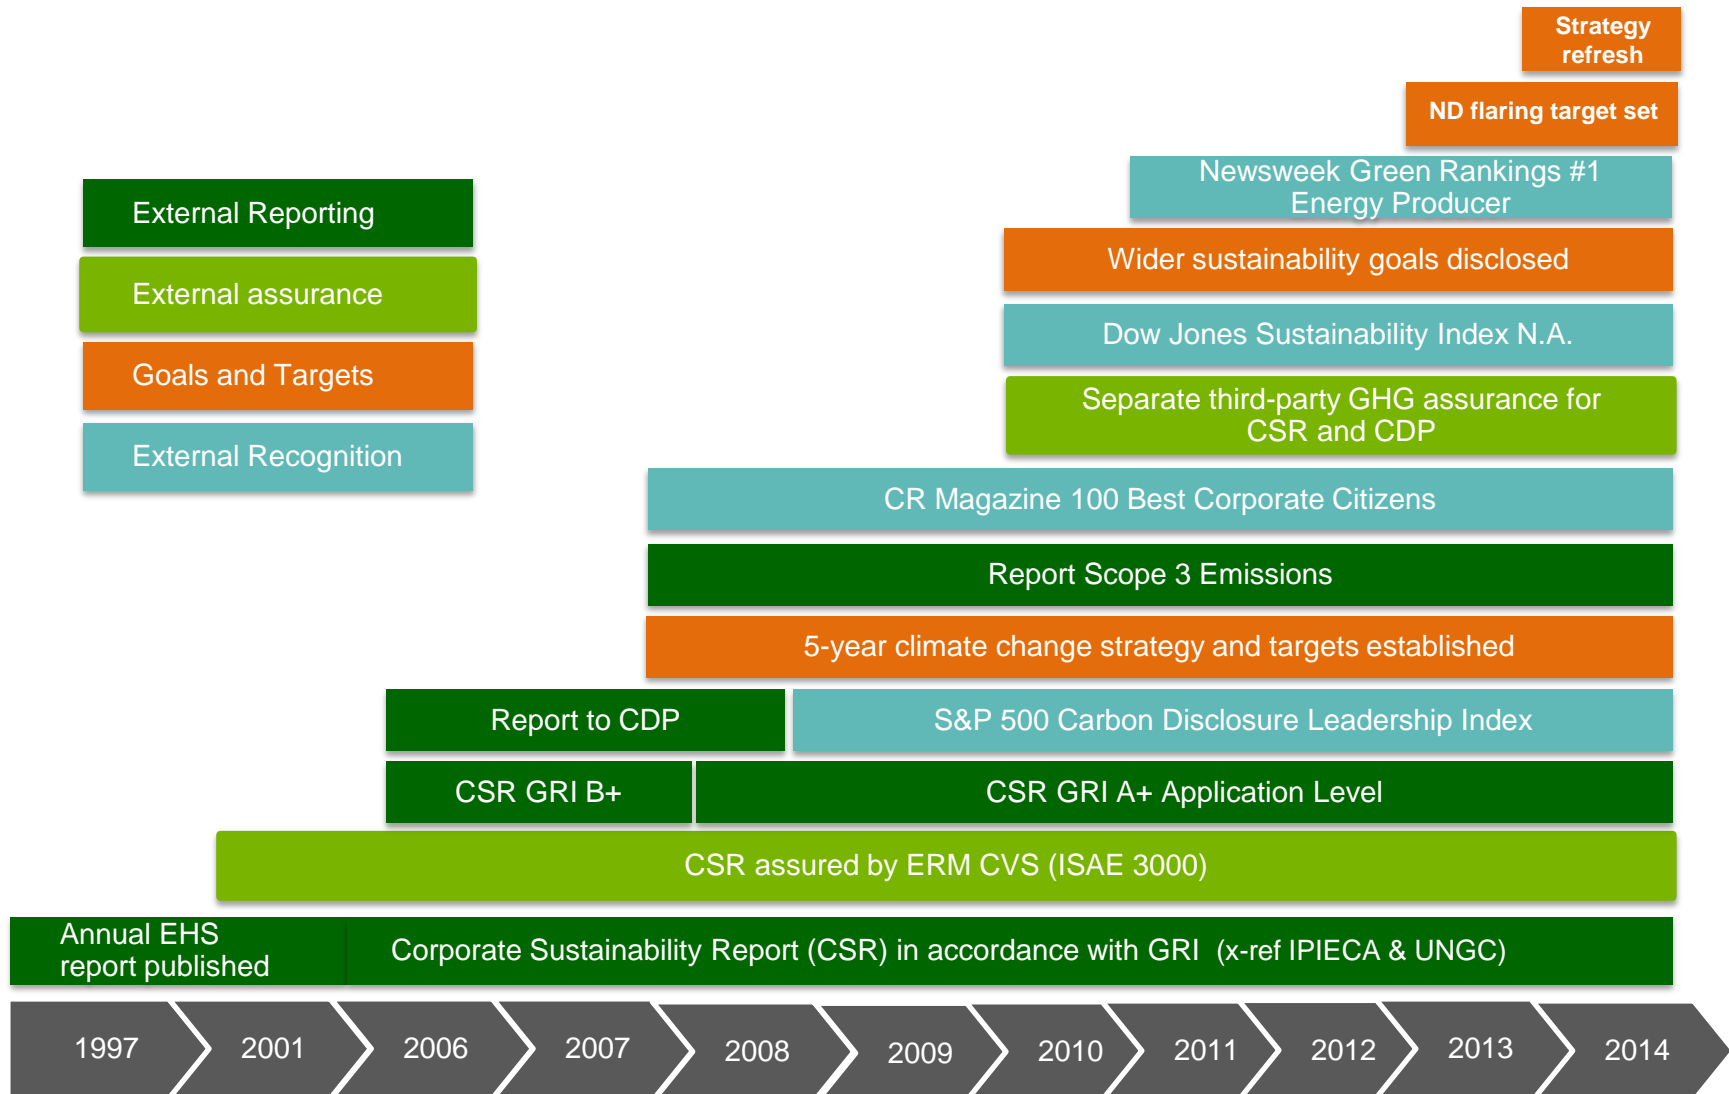 Strategy
refresh
ND flaring target set
Newsweek Green Rankings #1
Energy Producer
External Reporting
Wider sustainability goals disclosed
External assurance
Dow Jones Sustainability Index N.A.
Goals and Targets
Separate third-party GHG assurance for
CSR and CDP
External Recognition
CR Magazine 100 Best Corporate Citizens
Report Scope 3 Emissions
5-year climate change strategy and targets established
Report to CDP
S&P 500 Carbon Disclosure Leadership Index
CSR GRI B+
CSR GRI A+ Application Level
CSR assured by ERM CVS (ISAE 3000)
Annual EHS
report published
Corporate Sustainability Report (CSR) in accordance with GRI (x-ref IPIECA & UNGC)
1997
2001
2006
2007
2008
2009
2010
2011
2012
2013
2014